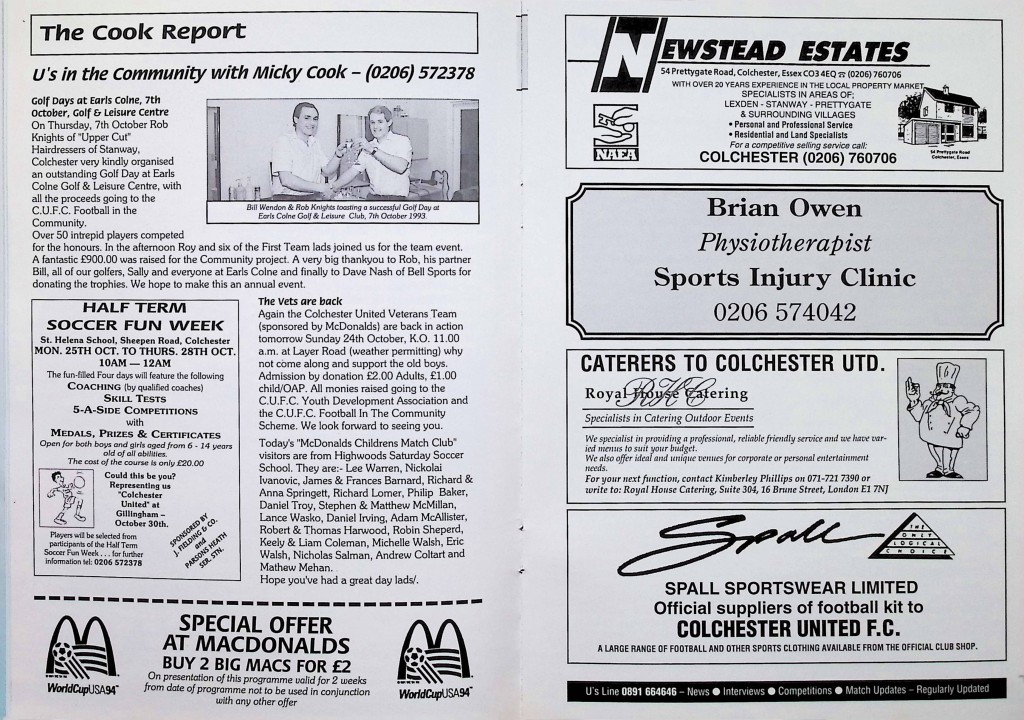 The Cook Report
U's in the Community with Micky Cook – (0206) 572378
Golf Days at Earls Colne, 7th
October, Golf & Leisure Centre
On Thursday, 7th October Rob
Knights of "Upper Cut"
Hairdressers of Stanway,
Colchester very kindly organised
an outstanding Golf Day at Earls
Colne Golf & Leisure Centre, with
all the proceeds going to the
C.U.F.C. Football in the
Community.
Over 50 intrepid players competed
for the honours. In the afternoon Roy and six of the First Team lads joined us for the team event.
A fantastic £900.00 was raised for the Community project. A very big thankyou to Rob, his partner
Bill, all of our golfers, Sally and everyone at Earls Colne and finally to Dave Nash of Bell Sports for
donating the trophies. We hope to make this an annual event.
Bill Wendon & Rob Knights toasting a successful Golf Day at
Earls Colne Golf & Leisure Club, 7th October 1993.
HALF TERM
SOCCER FUN WEEK
St. Helena School, Sheepen Road, Colchester
MON. 25TH OCT. TO THURS. 28TH OCT.
10AM — 12AM
The fun-filled Four days will feature the following
COACHING (by qualified coaches)
SKILL TESTS
5-A-SIDE COMPETITIONS
with
MEDALS, PRIZES & CERTIFICATES
Open for both boys and girls aged from 6 - 14 years
old of all abilities.
The cost of the course is only £20.00
Could this be you?
Representing us
"Colchester
United" at
Gillingham –
October 30th.
Players will be selected from
participants of the Half Term
Soccer Fun Week . . . for further
information tel: 0206 572378
SPONSORED BY
J. FIELDING & CO.
and
PARSONS HEATH
SER. STN.
The Vets are back
Again the Colchester United Veterans Team
(sponsored by McDonalds) are back in action
tomorrow Sunday 24th October, K.O. 11.00
a.m. at Layer Road (weather permitting) why
not come along and support the old boys.
Admission by donation £2.00 Adults, £1.00
child/OAP. All monies raised going to the
C.U.F.C. Youth Development Association and
the C.U.F.C. Football In The Community
Scheme. We look forward to seeing you.
Today's "McDonalds Childrens Match Club"
visitors are from Highwoods Saturday Soccer
School. They are:- Lee Warren, Nickolai
Ivanovic, James & Frances Barnard, Richard &
Anna Springett, Richard Lomer, Philip Baker,
Daniel Troy, Stephen & Matthew McMillan,
Lance Wasko, Daniel Irving, Adam McAllister,
Robert & Thomas Harwood, Robin Sheperd,
Keely & Liam Coleman, Michelle Walsh, Eric
Walsh, Nicholas Salman, Andrew Coltart and
Mathew Mehan.
Hope you've had a great day lads/.
WorldCupUSA94
SPECIAL OFFER
AT MACDONALDS
BUY 2 BIG MACS FOR £2
On presentation of this programme valid for 2 weeks
from date of programme not to be used in conjunction
with any other offer
WorldCupUSA94
NEWSTEAD ESTATES
54 Prettygate Road, Colchester, Essex CO3 4EQ ☎ (0206) 760706
WITH OVER 20 YEARS EXPERIENCE IN THE LOCAL PROPERTY MARKET
SPECIALISTS IN AREAS OF;
LEXDEN - STANWAY - PRETTYGATE
& SURROUNDING VILLAGES
• Personal and Professional Service
• Residential and Land Specialists
For a competitive selling service call:
COLCHESTER (0206) 760706
NAEA
54 Prettygate Road
Colchester, Essex
Brian Owen
Physiotherapist
Sports Injury Clinic
0206 574042
CATERERS TO COLCHESTER UTD.
RHC
Royal House Catering
Specialists in Catering Outdoor Events
We specialist in providing a professional, reliable friendly service and we have var-
ied menus to suit your budget.
We also offer ideal and unique venues for corporate or personal entertainment
needs.
For your next function, contact Kimberley Phillips on 071-721 7390 or
write to: Royal House Catering, Suite 304, 16 Brune Street, London E1 7NJ
Spall
THE
ONLY
LOGICAL
CHOICE
SPALL SPORTSWEAR LIMITED
Official suppliers of football kit to
COLCHESTER UNITED F.C.
A LARGE RANGE OF FOOTBALL AND OTHER SPORTS CLOTHING AVAILABLE FROM THE OFFICIAL CLUB SHOP.
U's Line 0891 664646 – News ● Interviews ● Competitions ● Match Updates – Regularly Updated